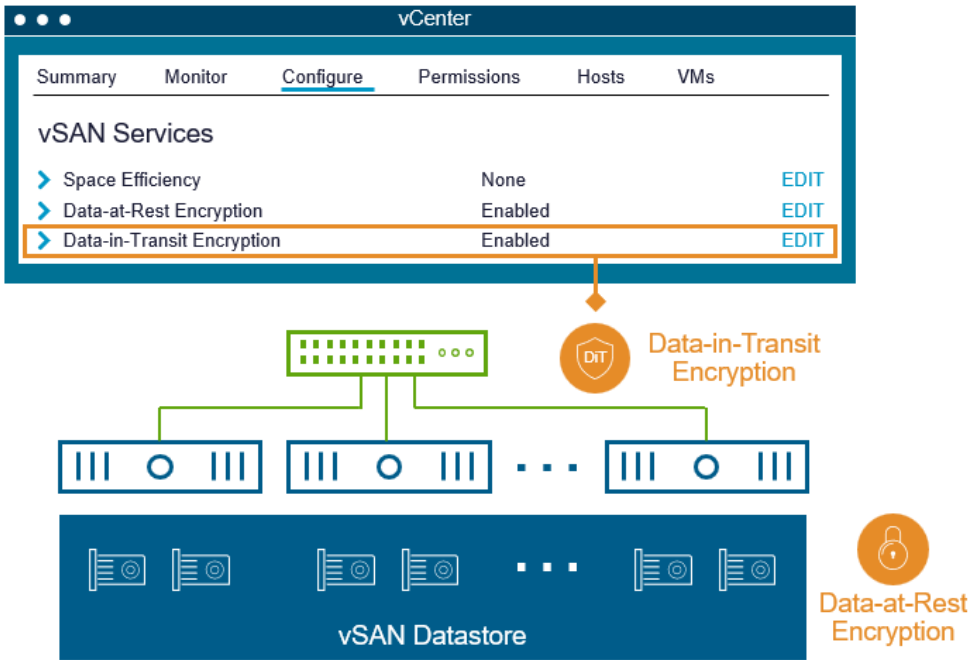 vCenter
Summary Monitor Configure Permissions Hosts VMs
vSAN Services
Space Efficiency None EDIT
Data-at-Rest Encryption Enabled EDIT
Data-in-Transit Encryption Enabled EDIT
DiT
Data-in-Transit
Encryption
Data-at-Rest
Encryption
vSAN Datastore